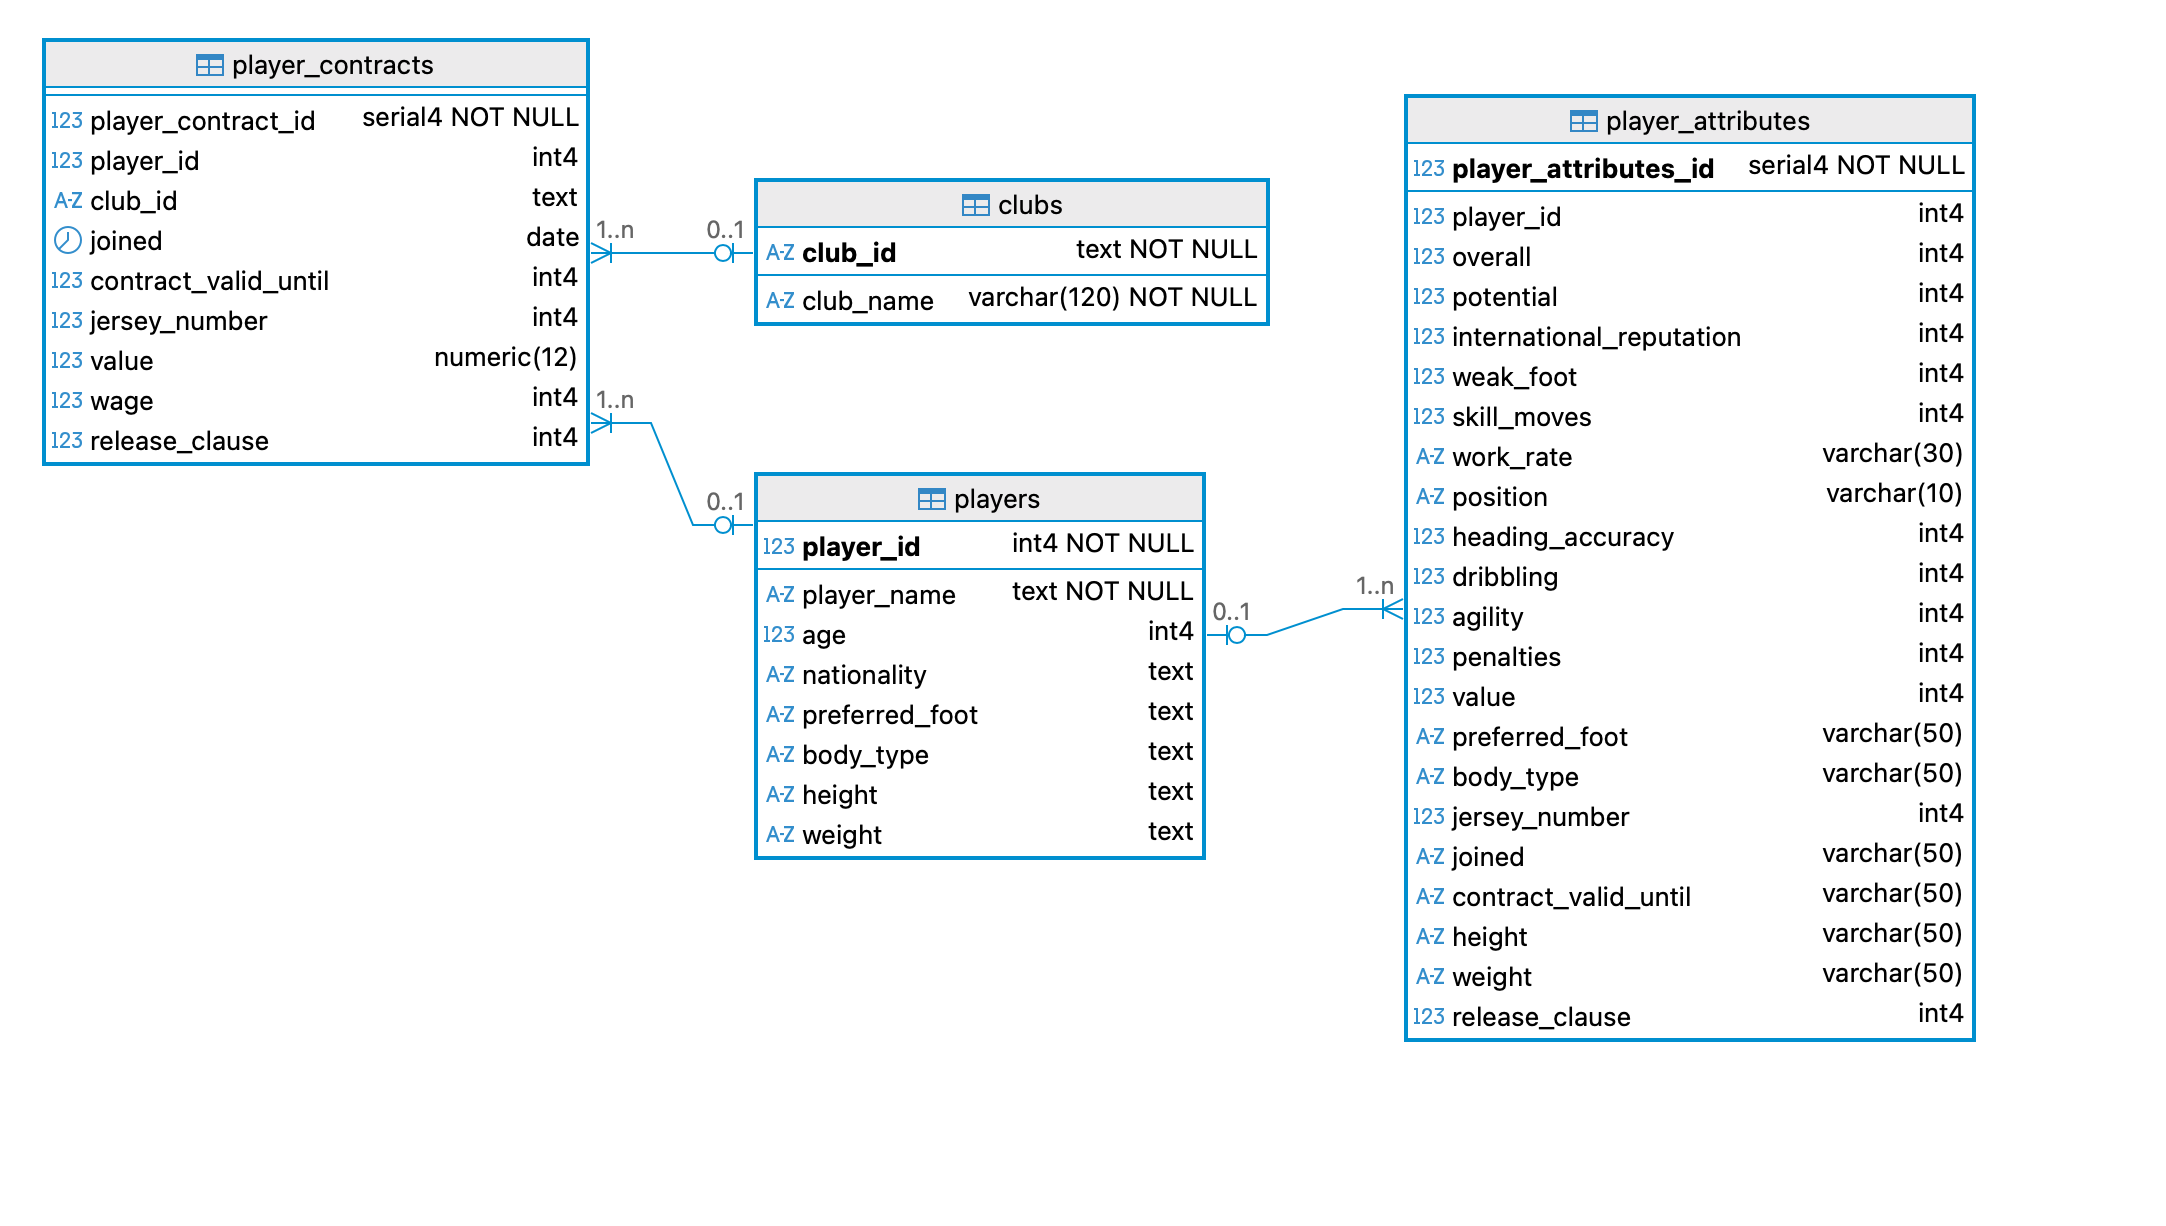 player_contracts
123 player_contract_id serial4 NOT NULL
123 player_id int4
A-Z club_id text
joined date
123 contract_valid_until int4
123 jersey_number int4
123 value numeric(12)
123 wage int4
123 release_clause int4
1..n 0..1
1..n
0..1
clubs
A-Z club_id text NOT NULL
A-Z club_name varchar(120) NOT NULL
players
123 player_id int4 NOT NULL
A-Z player_name text NOT NULL
123 age int4
A-Z nationality text
A-Z preferred_foot text
A-Z body_type text
A-Z height text
A-Z weight text
0..1
1..n
player_attributes
123 player_attributes_id serial4 NOT NULL
123 player_id int4
123 overall int4
123 potential int4
123 international_reputation int4
123 weak_foot int4
123 skill_moves int4
A-Z work_rate varchar(30)
A-Z position varchar(10)
123 heading_accuracy int4
123 dribbling int4
123 agility int4
123 penalties int4
123 value int4
A-Z preferred_foot varchar(50)
A-Z body_type varchar(50)
123 jersey_number int4
A-Z joined varchar(50)
A-Z contract_valid_until varchar(50)
A-Z height varchar(50)
A-Z weight varchar(50)
123 release_clause int4